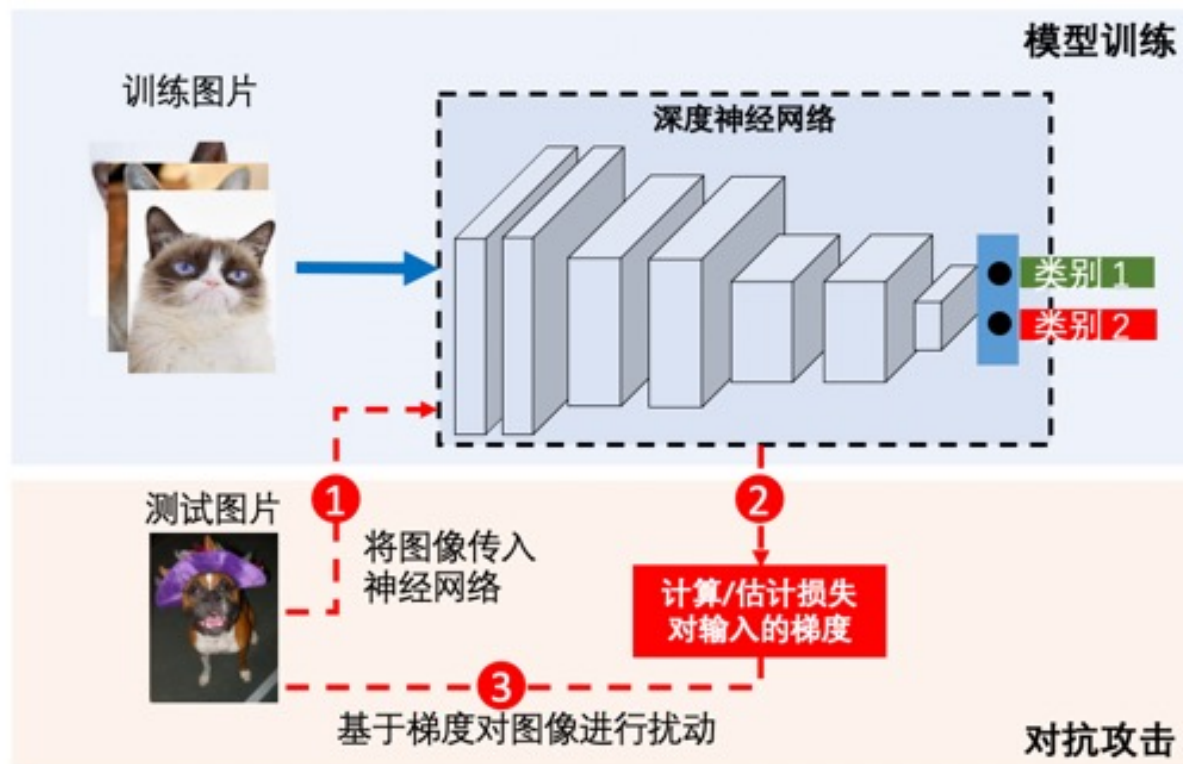 模型训练
训练图片
深度神经网络
类别 1
类别 2
1
2
测试图片
将图像传入
神经网络
计算/估计损失
对输入的梯度
3
基于梯度对图像进行扰动
对抗攻击